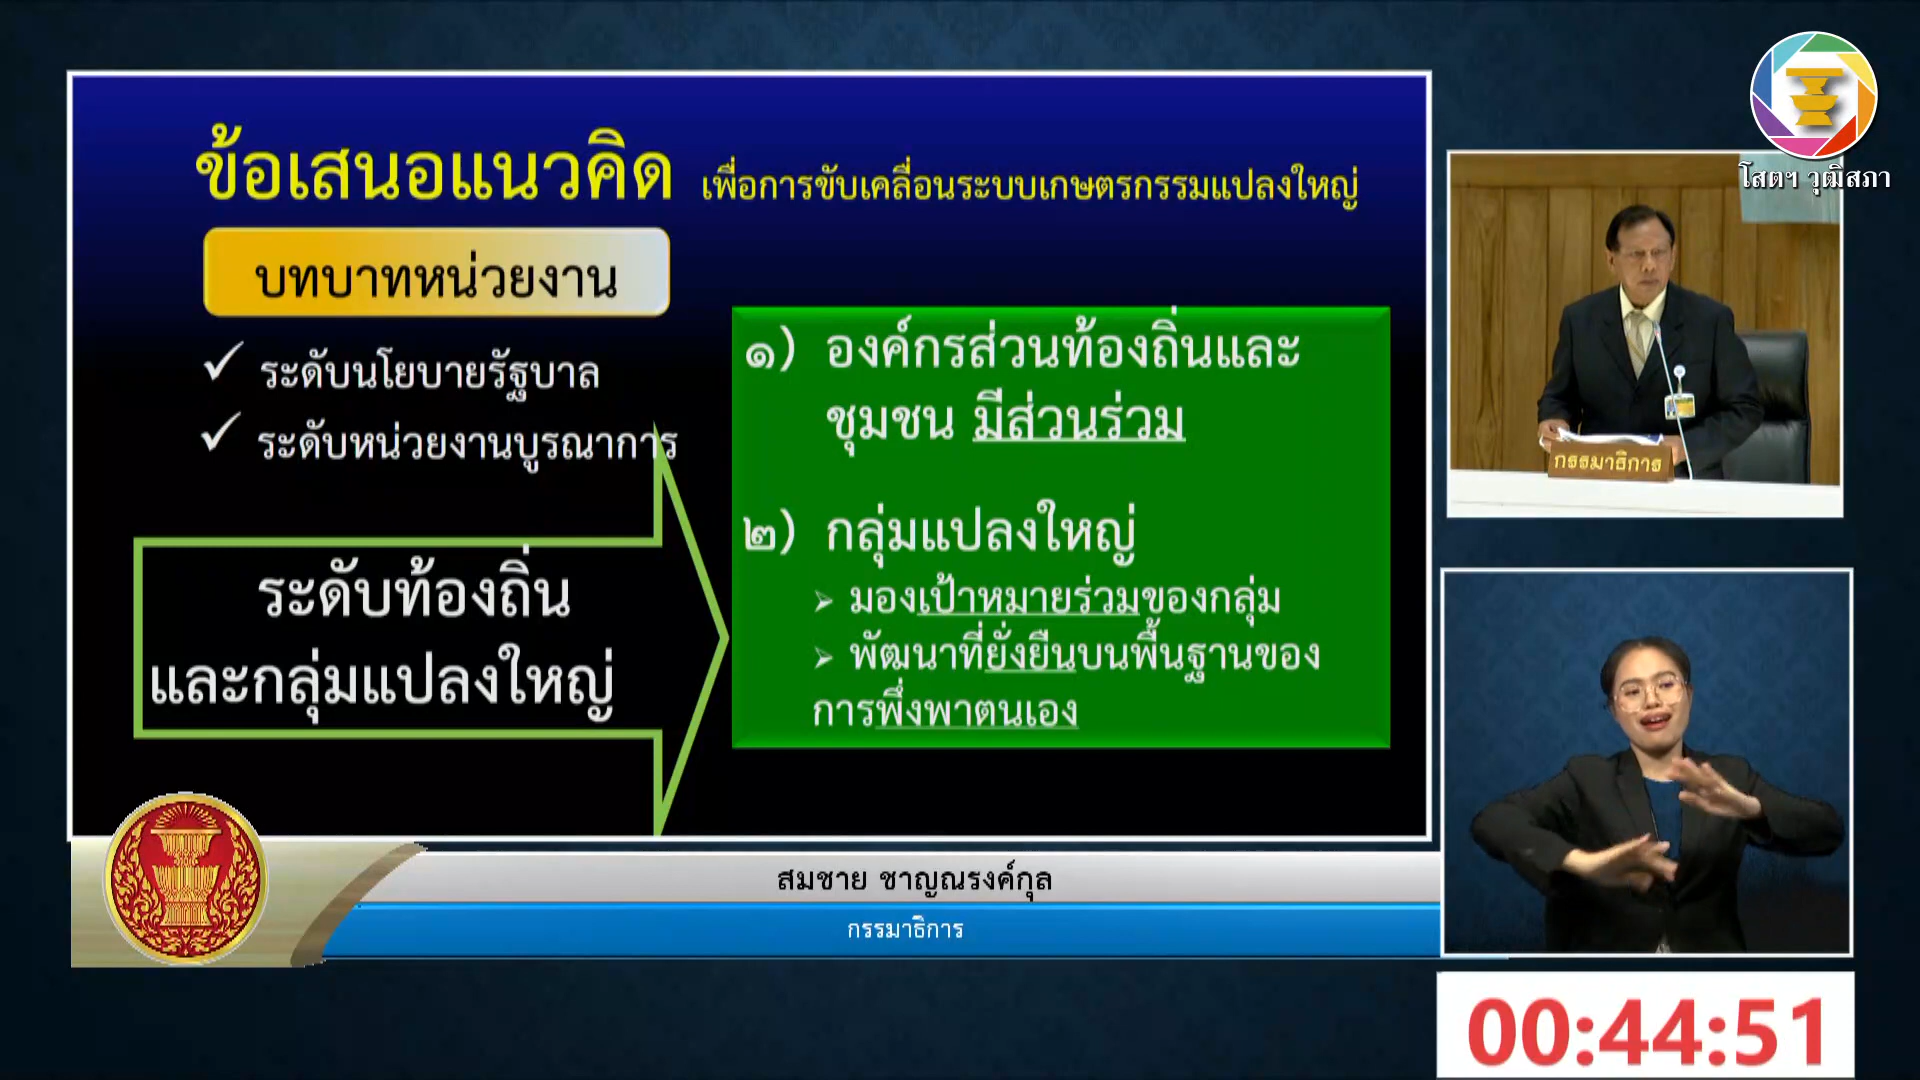 ข้อเสนอแนวคิด เพื่อการขับเคลื่อนระบบเกษตรกรรมแปลงใหญ่
บทบาทหน่วยงาน
✓ ระดับนโยบายรัฐบาล
✓ ระดับหน่วยงานบูรณาการ
ระดับท้องถิ่น
และกลุ่มแปลงใหญ่
๑) องค์กรส่วนท้องถิ่นและ
ชุมชน มีส่วนร่วม
๒) กลุ่มแปลงใหญ่
➢ มองเป้าหมายร่วมของกลุ่ม
➢ พัฒนาที่ยั่งยืนบนพื้นฐานของ
การพึ่งพาตนเอง
โสตฯ วุฒิสภา
กรรมาธิการ
สมชาย ชาญณรงค์กุล
กรรมาธิการ
00:44:51